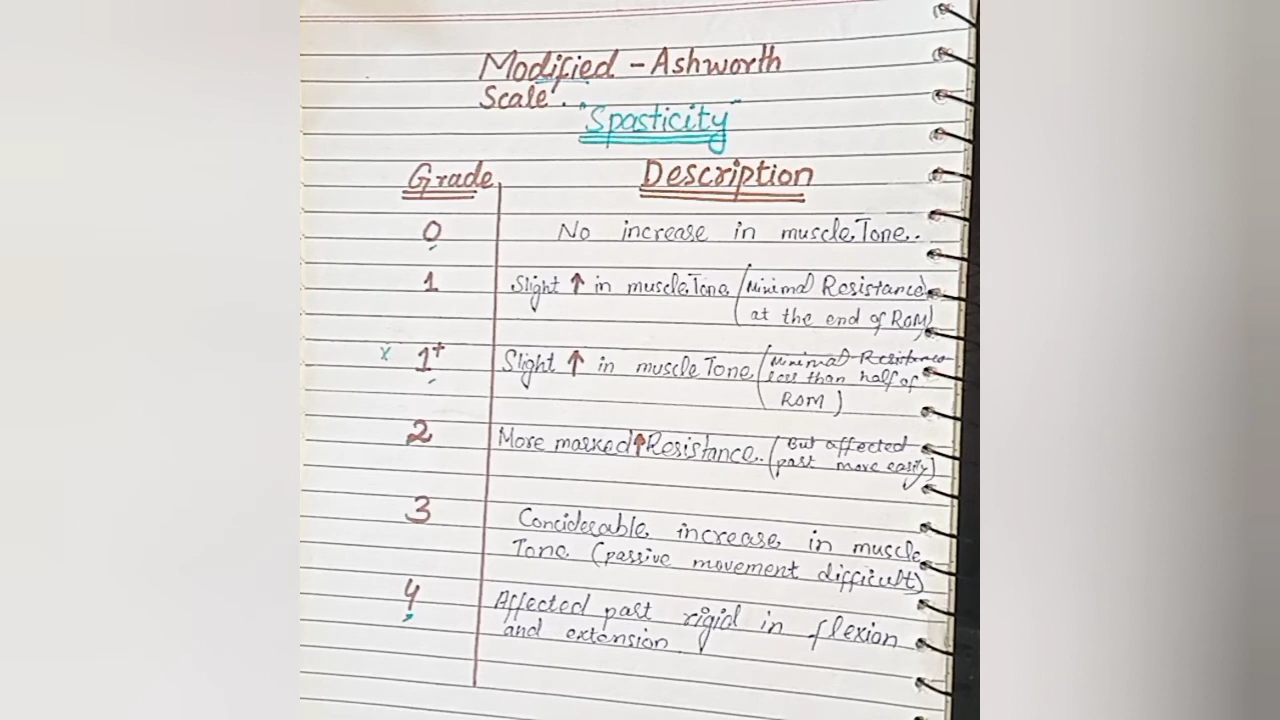 Modified - Ashworth
Scale.
"Spasticity"
Grade Description
0 No increase in muscle Tone.
1 Slight ↑ in muscle Tone (Minimal Resistance
at the end of ROM)
x 1+ Slight ↑ in muscle Tone (Minimal Resistance
less than half of
ROM)
2 More marked ↑ Resistance. (But affected
part more easily)
3 Conciderable increase in muscle
Tone (passive movement difficult)
4 Affected part rigid in flexion
and extension